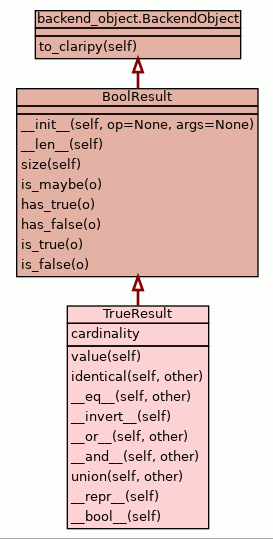 backend_object.BackendObject
to_claripy(self)
BoolResult
__init__(self, op=None, args=None)
__len__(self)
size(self)
is_maybe(o)
has_true(o)
has_false(o)
is_true(o)
is_false(o)
TrueResult
cardinality
value(self)
identical(self, other)
__eq__(self, other)
__invert__(self)
__or__(self, other)
__and__(self, other)
union(self, other)
__repr__(self)
__bool__(self)